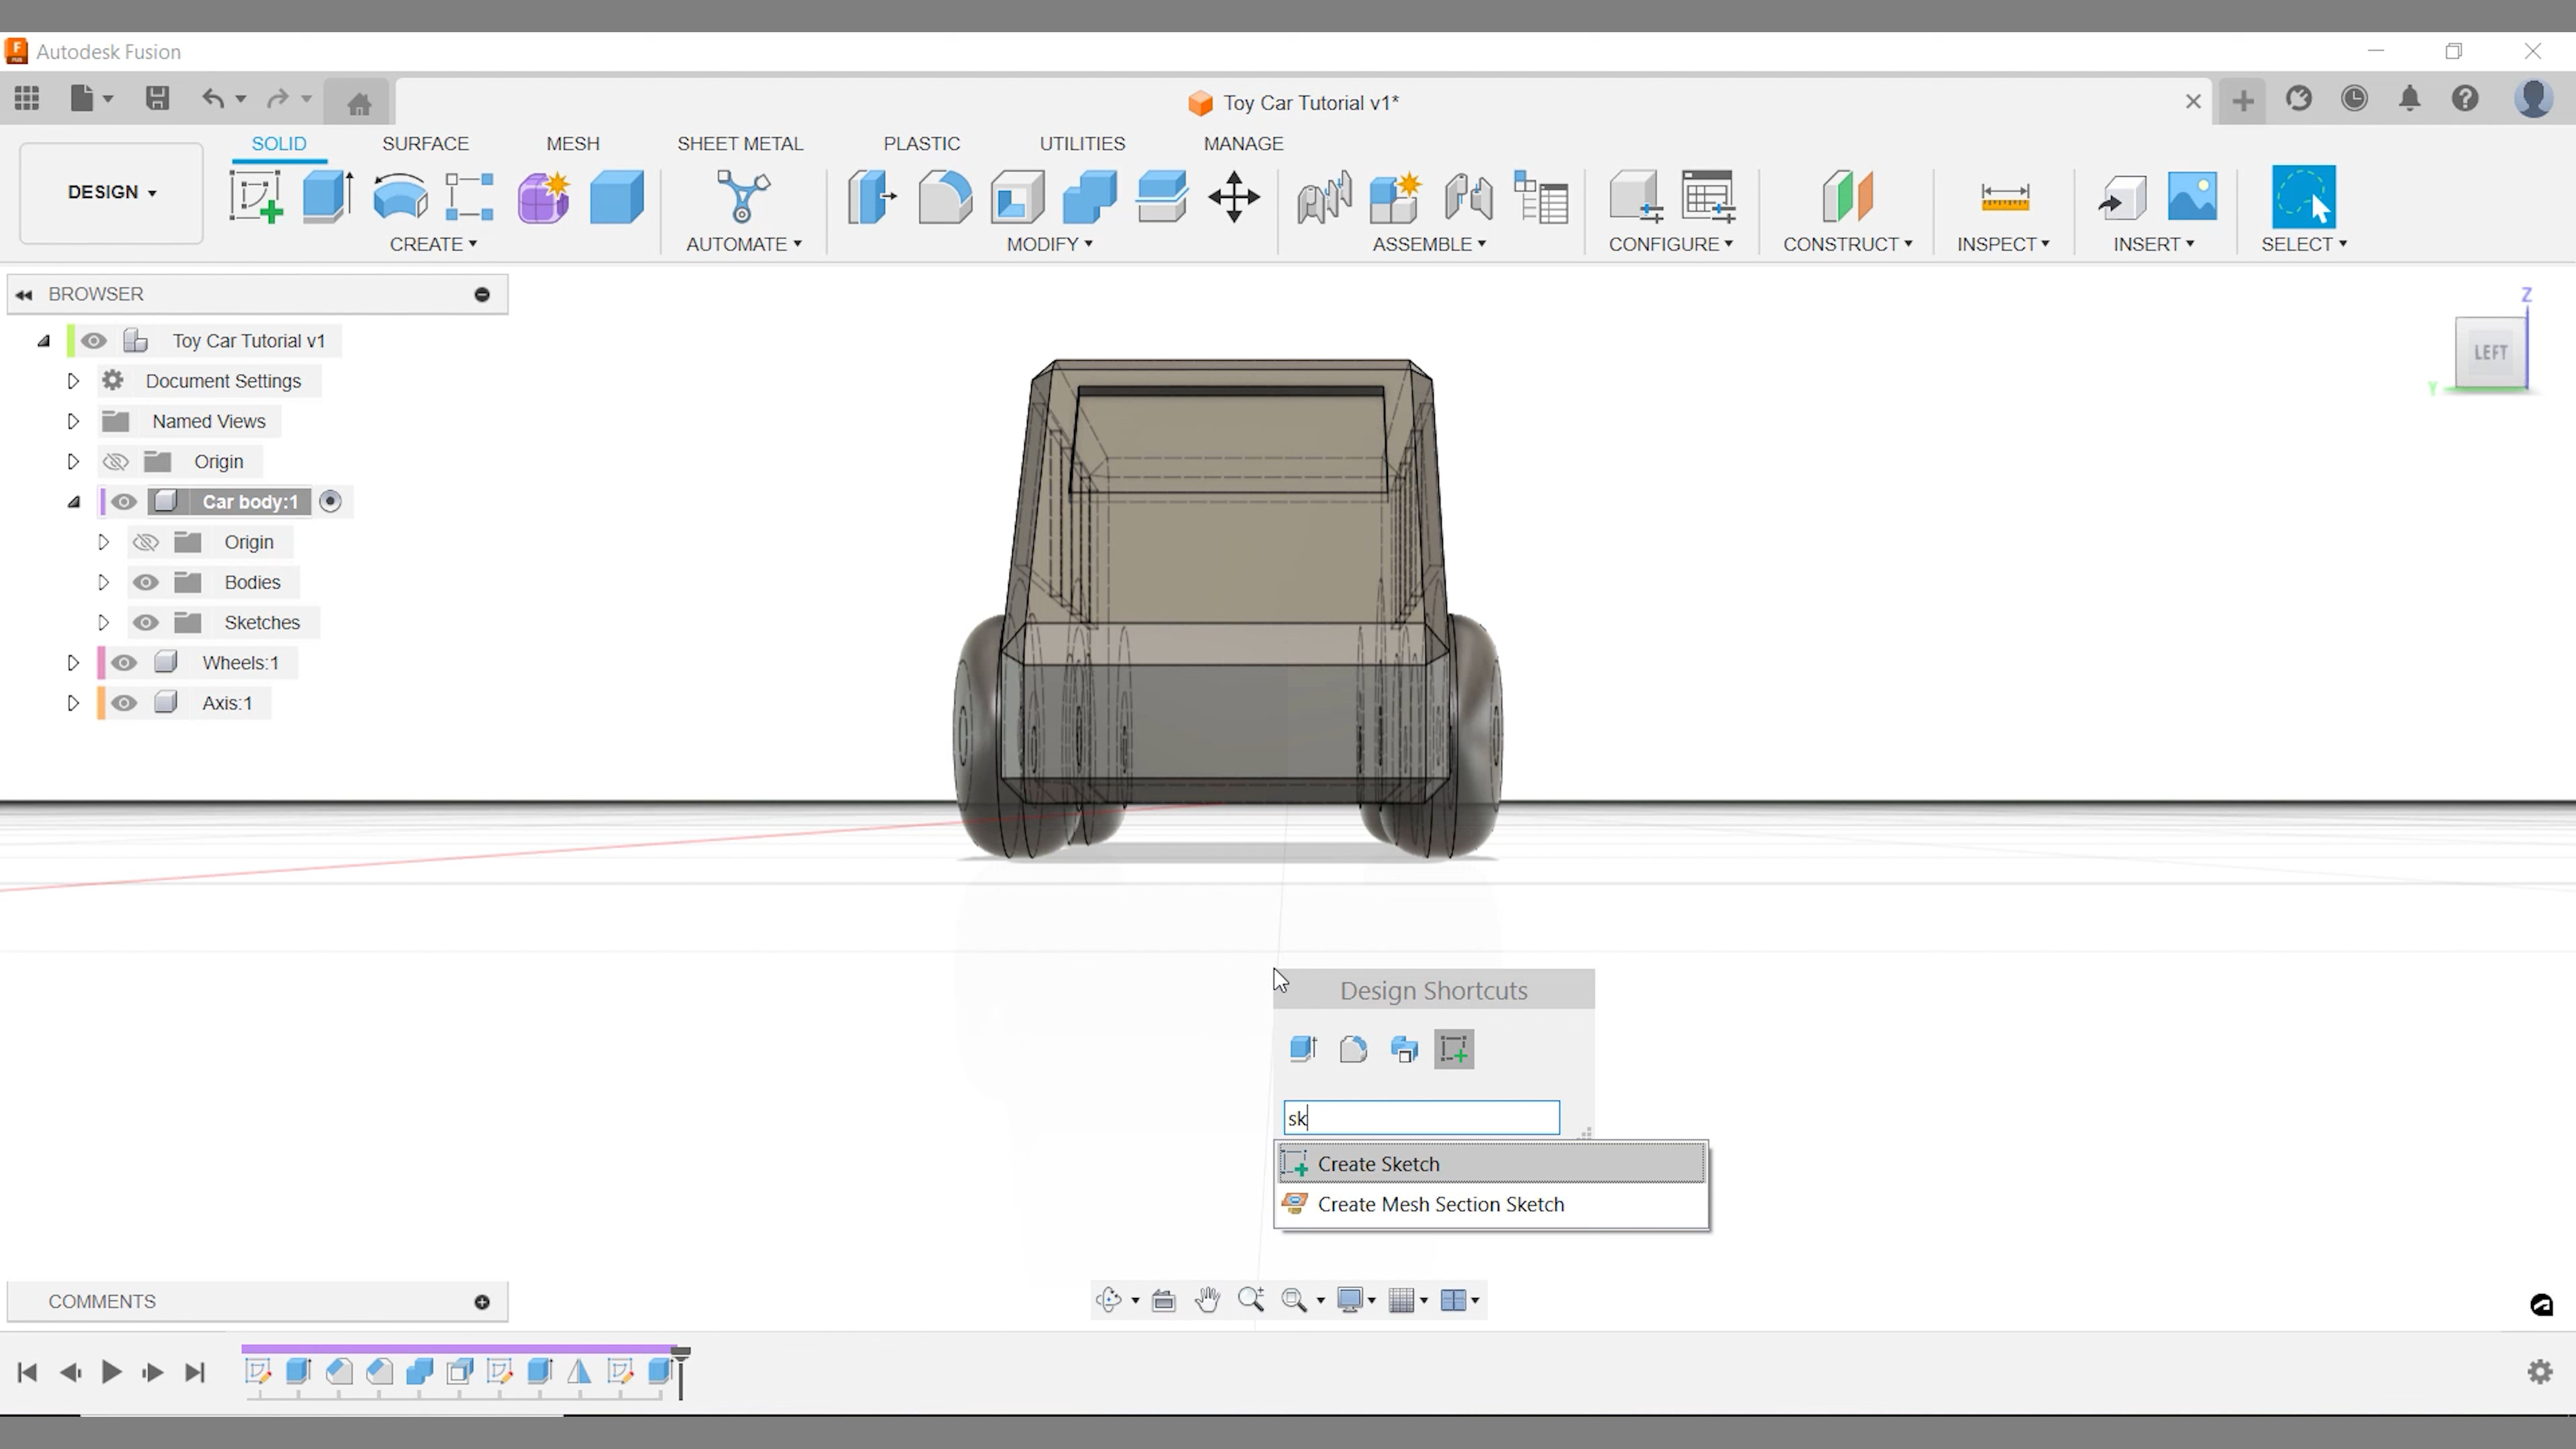 Autodesk Fusion
Toy Car Tutorial v1*
SOLID SURFACE MESH SHEET METAL PLASTIC UTILITIES MANAGE
DESIGN
CREATE AUTOMATE MODIFY ASSEMBLE CONFIGURE CONSTRUCT INSPECT INSERT SELECT
BROWSER
Toy Car Tutorial v1
Document Settings
Named Views
Origin
Car body:1
Origin
Bodies
Sketches
Wheels:1
Axis:1
Z
LEFT
Y
Design Shortcuts
sk
Create Sketch
Create Mesh Section Sketch
COMMENTS